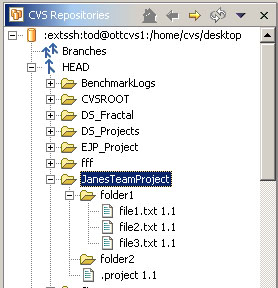 CVS Repositories
:extssh:tod@ottcvs1:/home/cvs/desktop
Branches
HEAD
BenchmarkLogs
CVSROOT
DS_Fractal
DS_Projects
EJP_Project
fff
JanesTeamProject
folder1
file1.txt 1.1
file2.txt 1.1
file3.txt 1.1
folder2
.project 1.1